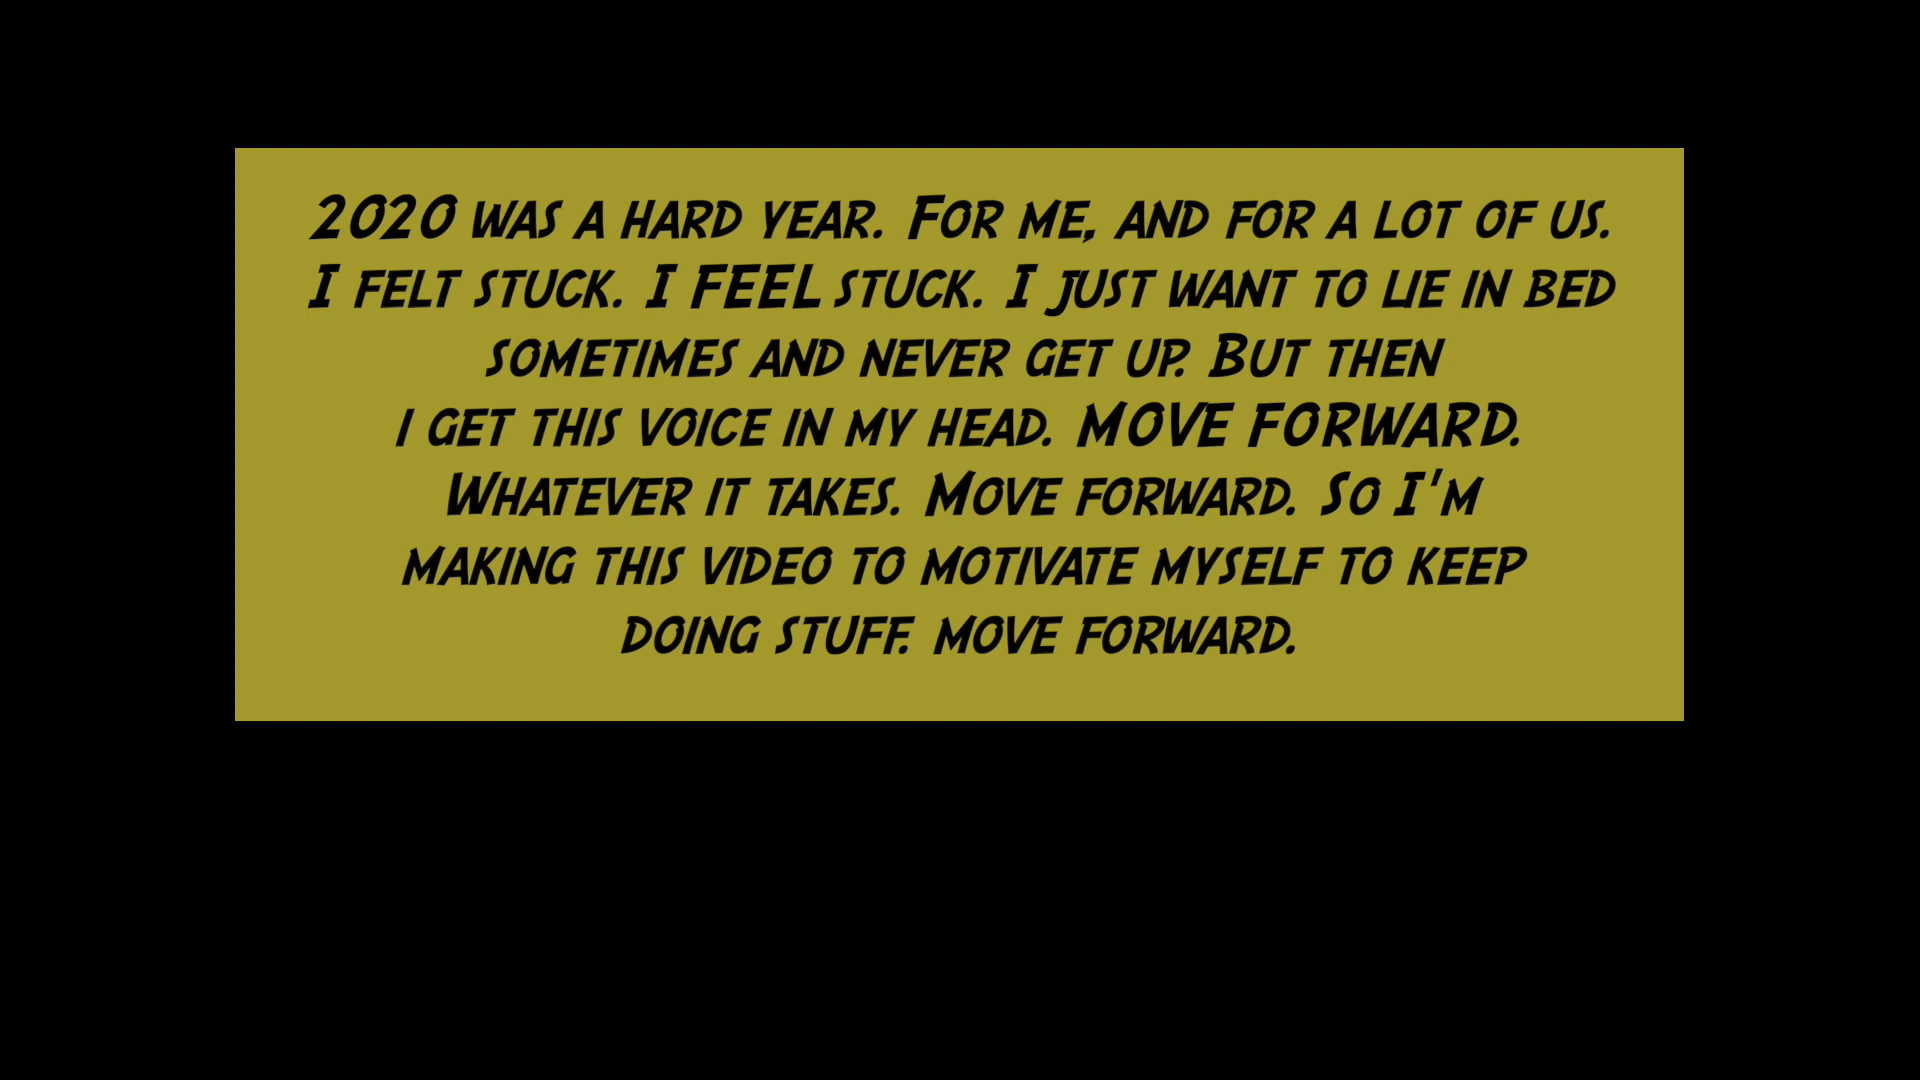 2020 was a hard year. For me, and for a lot of us.
I felt stuck. I FEEL stuck. I just want to lie in bed
sometimes and never get up. But then
i get this voice in my head. MOVE FORWARD.
Whatever it takes. Move forward. So I'm
making this video to motivate myself to keep
doing stuff. move forward.